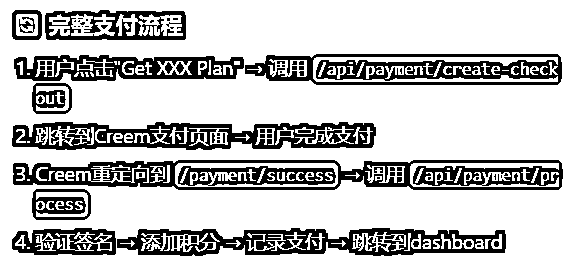 🔄 完整支付流程
1. 用户点击"Get XXX Plan" → 调用 /api/payment/create-check
out
2. 跳转到Creem支付页面 → 用户完成支付
3. Creem重定向到 /payment/success → 调用 /api/payment/pr
ocess
4. 验证签名 → 添加积分 → 记录支付 → 跳转到dashboard